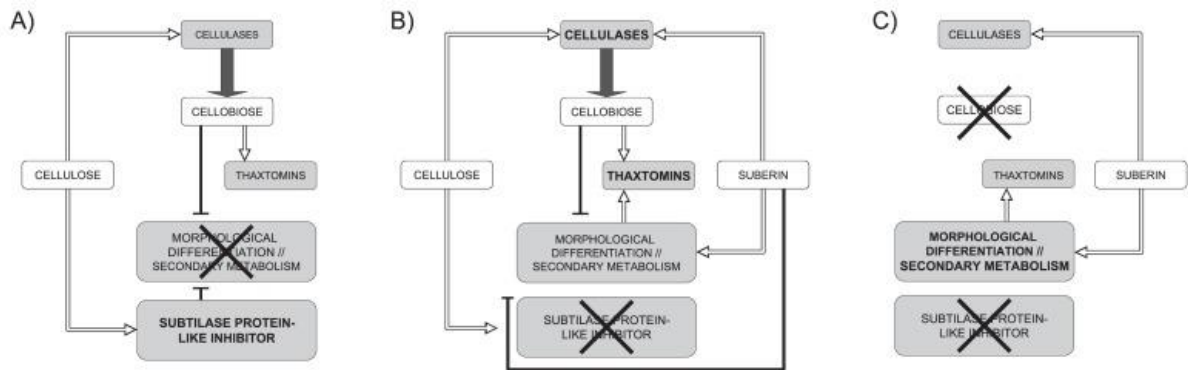 A)
CELLULASES
CELLOBIOSE
CELLULOSE
THAXTOMINS
MORPHOLOGICAL
DIFFERENTIATION //
SECONDARY METABOLISM
SUBTILASE PROTEIN-
LIKE INHIBITOR
B)
CELLULASES
CELLOBIOSE
CELLULOSE
THAXTOMINS
SUBERIN
MORPHOLOGICAL
DIFFERENTIATION //
SECONDARY METABOLISM
SUBTILASE PROTEIN-
LIKE INHIBITOR
C)
CELLULASES
CELLOBIOSE
THAXTOMINS
SUBERIN
MORPHOLOGICAL
DIFFERENTIATION //
SECONDARY METABOLISM
SUBTILASE PROTEIN-
LIKE INHIBITOR